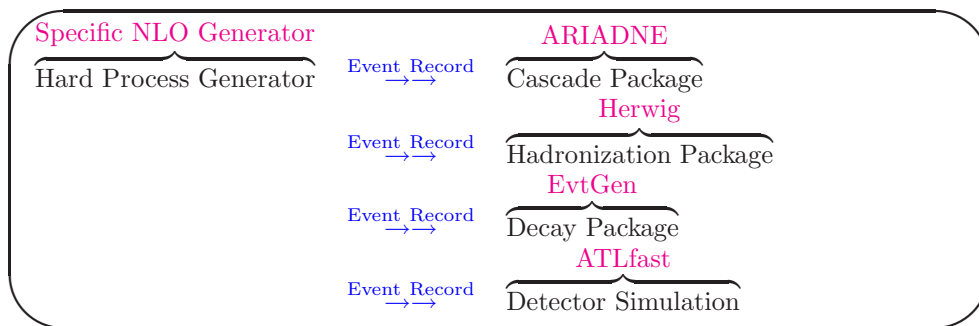 Specific NLO Generator ARIADNE
Hard Process Generator Event Record →→ Cascade Package
Herwig
Event Record →→ Hadronization Package
EvtGen
Event Record →→ Decay Package
ATLfast
Event Record →→ Detector Simulation